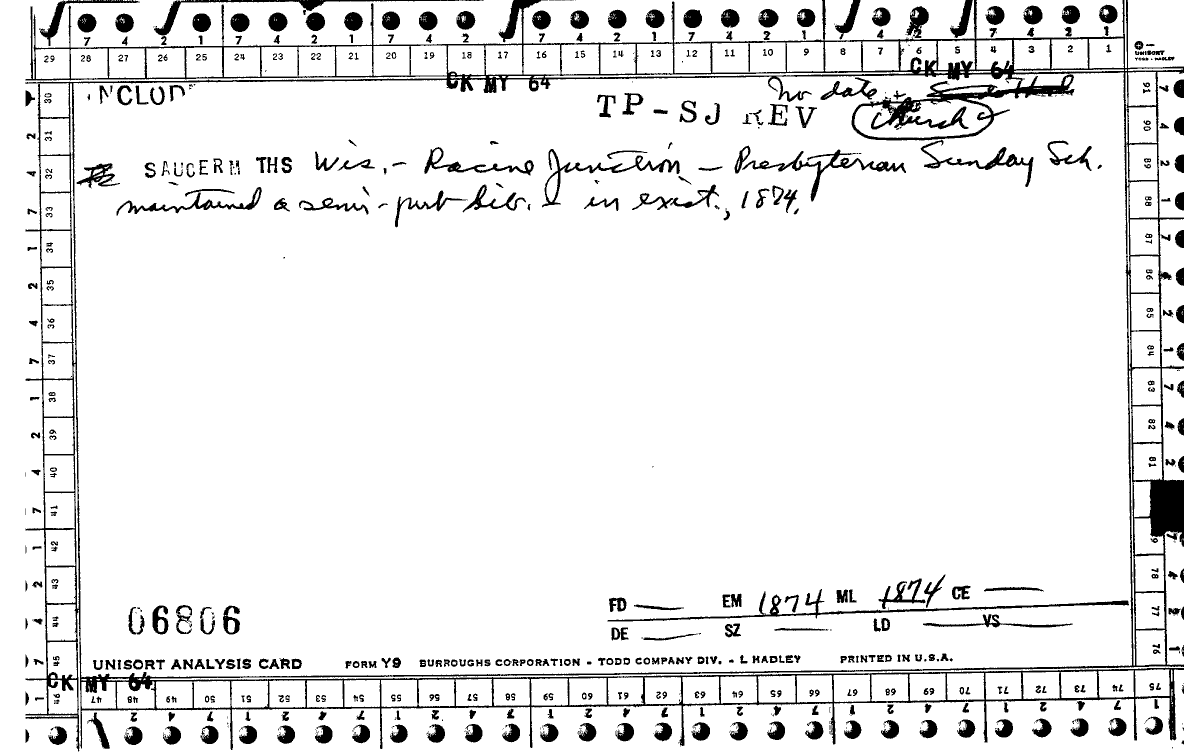 7 4 2 1 7 4 2 1 7 4 2 1 7 4 2 1 7 4 2 1 7 4 2 1 7 4 2 1
29 28 27 26 25 24 23 22 21 20 19 18 17 16 15 14 13 12 11 10 9 8 7 6 5 4 3 2 1
UNISORT
TODD - HADLEY
CK MY 64 CK MY 64
NCLUD
no date
TP-SJ REV church
SAUCERM THS Wis. - Racine Junction - Presbyterian Sunday Sch.
maintained a semi-pub lib. in exist., 1874.
30 31 32 33 34 35 36 37 38 39 40 41 42 43 44 45 46
91 90 89 88 87 86 85 84 83 82 81 79 78 77 76
06806
FD — EM 1874 ML 1874 CE —
DE — SZ — LD — VS —
UNISORT ANALYSIS CARD FORM Y9 BURROUGHS CORPORATION - TODD COMPANY DIV. - L HADLEY PRINTED IN U.S.A.
CK MY 64
47 48 49 50 51 52 53 54 55 56 57 58 59 60 61 62 63 64 65 66 67 68 69 70 71 72 73 74 75